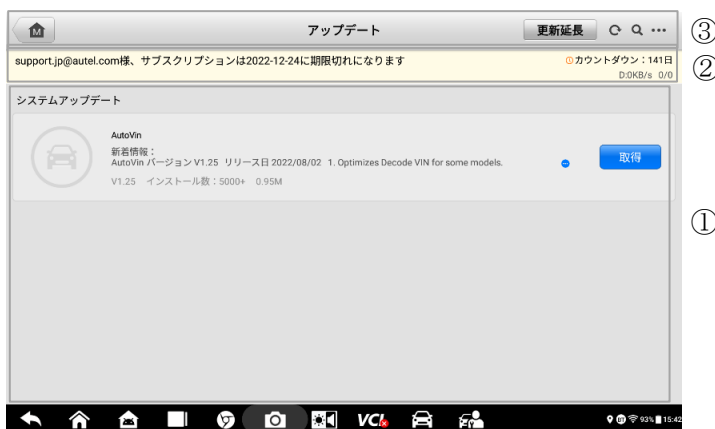 アップデート
更新延長
③
support.jp@autel.com様、サブスクリプションは2022-12-24に期限切れになります
カウントダウン：141日
②
D:0KB/s 0/0
システムアップデート
AutoVin
新着情報：
AutoVin バージョン V1.25 リリース日 2022/08/02 1. Optimizes Decode VIN for some models.
取得
V1.25 インストール数：5000+ 0.95M
①
M
VCI
93% 15:42